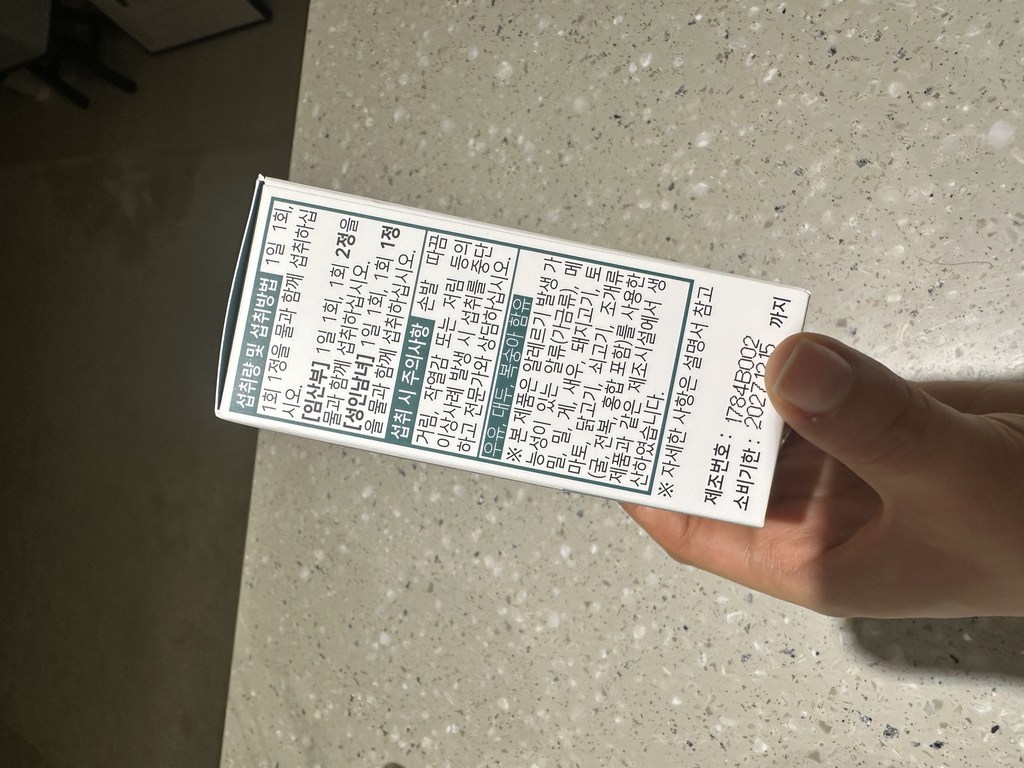 섭취량 및 섭취방법 1일 1회,
1회 1정을 물과 함께 섭취하십
시오.
[임산부] 1일 1회, 1회 2정을
물과 함께 섭취하십시오.
[성인남녀] 1일 1회, 1회 1정
을 물과 함께 섭취하십시오.
섭취 시 주의사항 손발 따끔
거림, 작열감 또는 저림 등의
이상사례 발생 시 섭취를 중단
하고 전문가와 상담하십시오.
우유, 대두, 복숭아 함유
※ 본 제품은 알레르기 발생 가
능성이 있는 알류(가금류), 메
밀, 밀, 게, 새우, 돼지고기, 토
마토, 닭고기, 쇠고기, 조개류
(굴, 전복, 홍합 포함)를 사용한
제품과 같은 제조시설에서 생
산하였습니다.
※ 자세한 사항은 설명서 참고
제조번호 : 1784B002
소비기한 : 까지